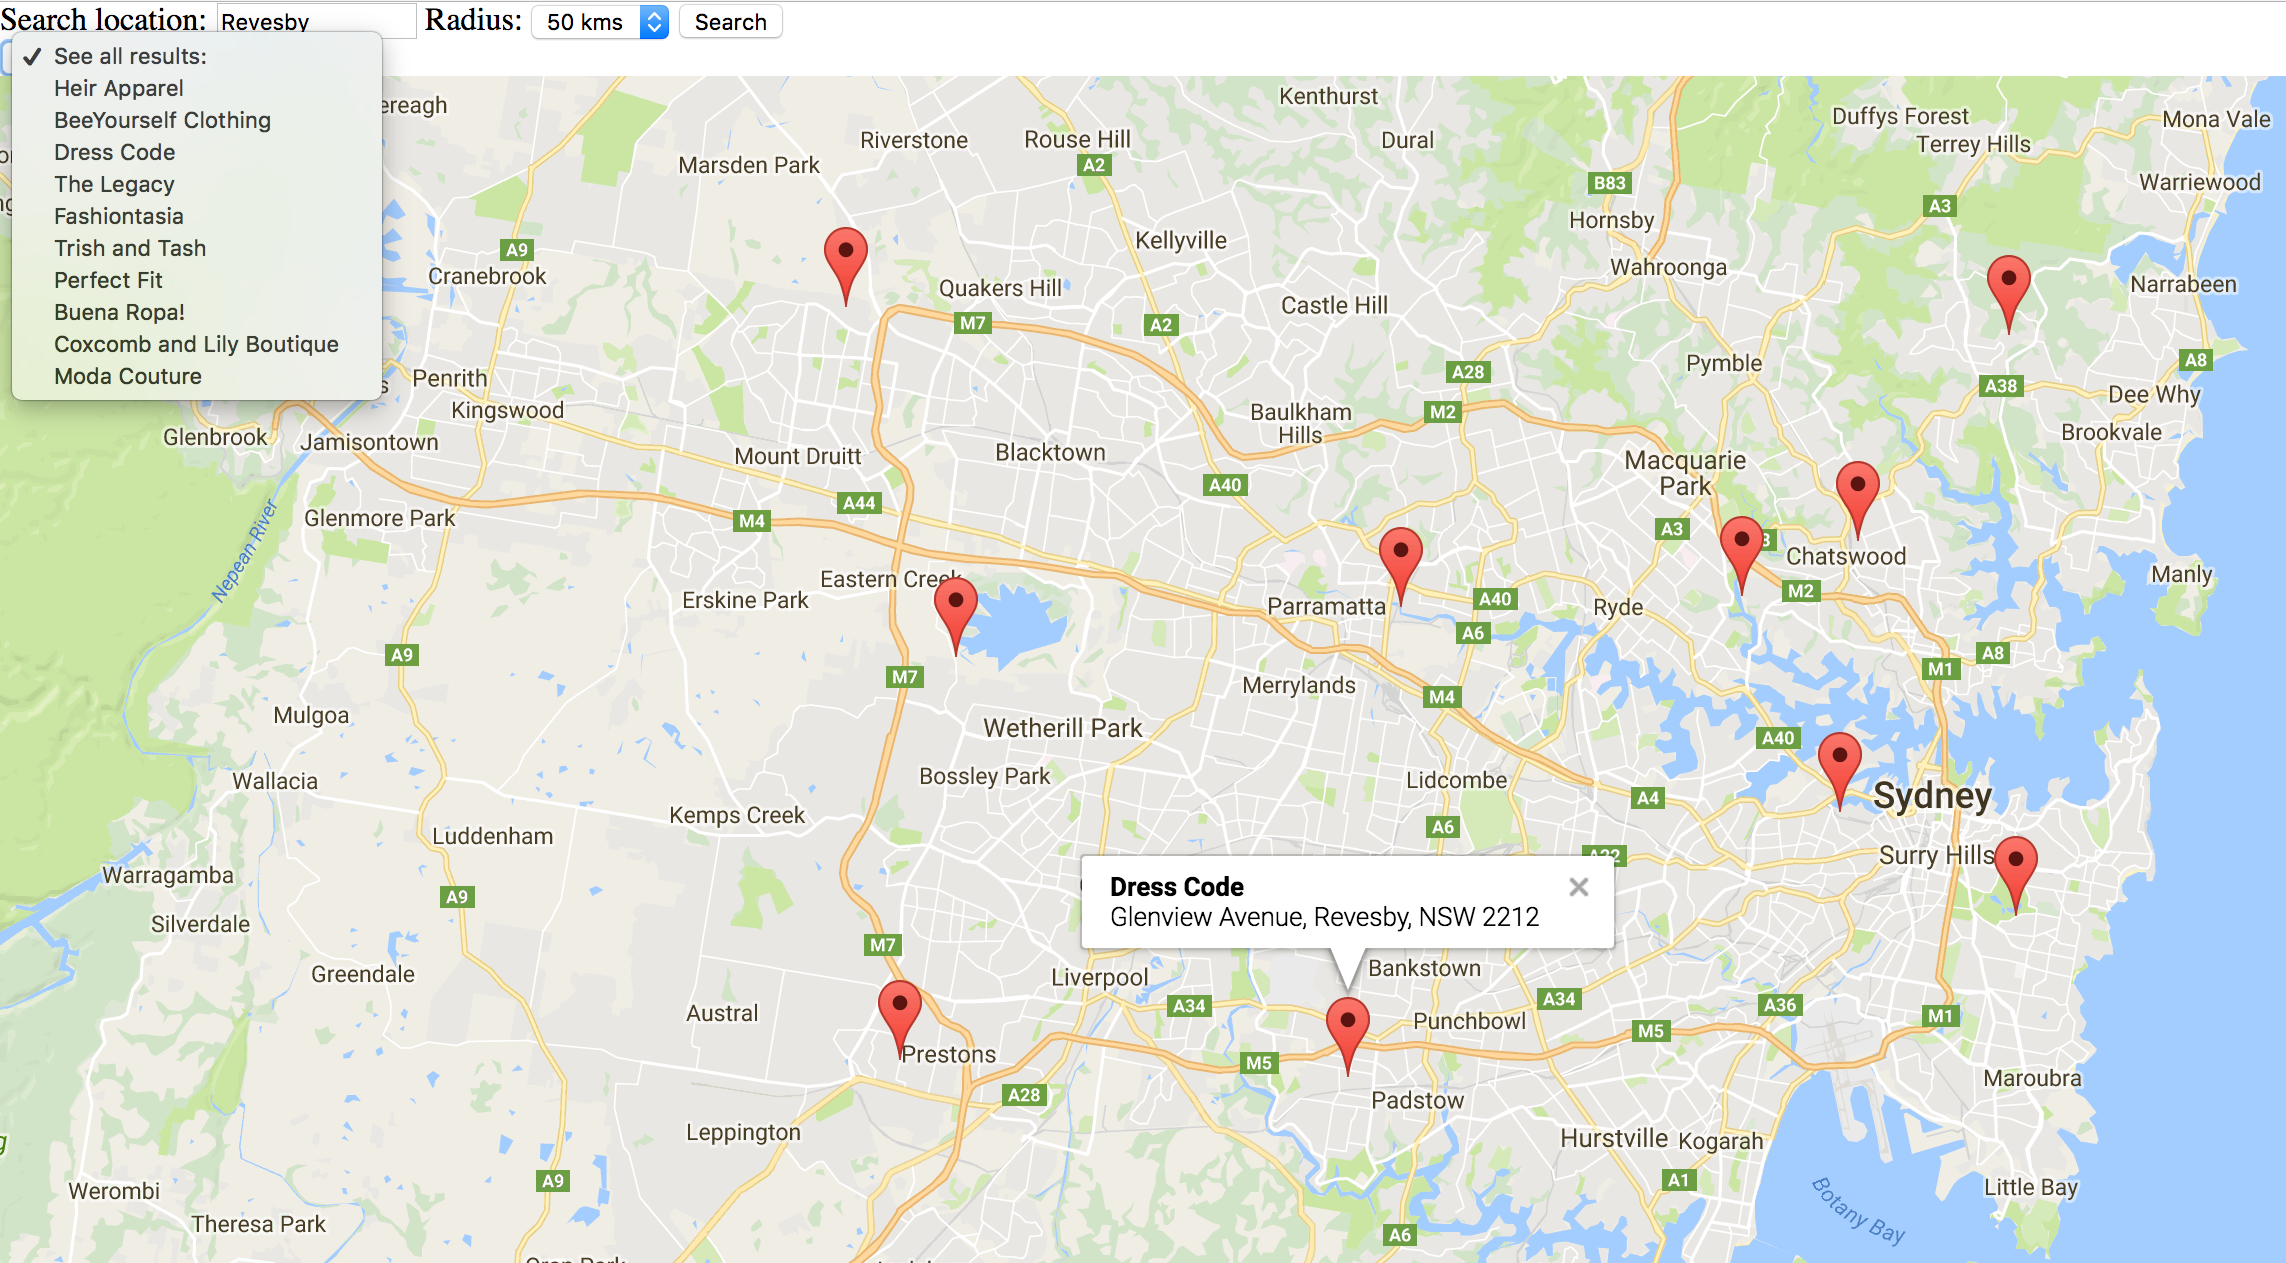 Search location: Revesby Radius: 50 kms Search
✓ See all results:
Heir Apparel
BeeYourself Clothing
Dress Code
The Legacy
Fashiontasia
Trish and Tash
Perfect Fit
Buena Ropa!
Coxcomb and Lily Boutique
Moda Couture
Kenthurst
ereagh
Duffys Forest
Mona Vale
Riverstone
Rouse Hill
Dural
Terrey Hills
Marsden Park
A2
B83
Warriewood
A3
Hornsby
Kellyville
A9
Cranebrook
Wahroonga
Narrabeen
Quakers Hill
Castle Hill
M7
A2
Pymble
A8
A28
Penrith
A38
Dee Why
Kingswood
Baulkham
Hills
M2
Brookvale
Glenbrook
Jamisontown
Mount Druitt
Blacktown
Macquarie
Park
A40
A44
Glenmore Park
M4
A3
Nepean River
Chatswood
Eastern Creek
Manly
Erskine Park
Parramatta
A40
Ryde
M2
A6
A9
A8
M1
M7
Merrylands
M4
Mulgoa
Wetherill Park
A40
Bossley Park
Wallacia
Lidcombe
A4
Sydney
Kemps Creek
Luddenham
A6
A22
Surry Hills
Warragamba
A9
Dress Code
Glenview Avenue, Revesby, NSW 2212
Silverdale
M7
Greendale
Liverpool
Bankstown
A34
A34
A36
Austral
Punchbowl
M5
M1
Prestons
M5
Maroubra
A28
Padstow
Leppington
Hurstville
Kogarah
A9
A1
Werombi
Little Bay
Botany Bay
Theresa Park
A6